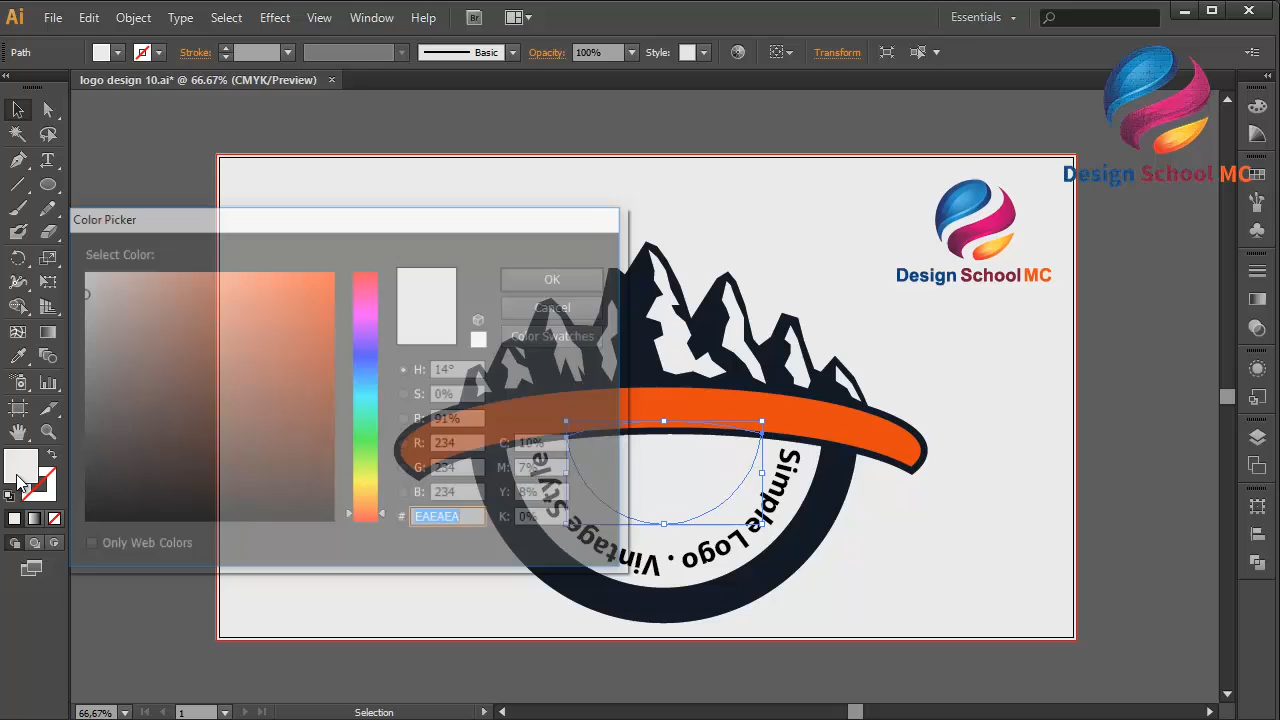 Ai File Edit Object Type Select Effect View Window Help Br Essentials
Path Stroke: Basic Opacity: 100% Style: Transform
logo design 10.ai* @ 66.67% (CMYK/Preview) ×
Design School MC
Design School MC
Color Picker
Select Color:
OK
Cancel
Color Swatches
H: 14°
S: 0%
B: 91%
R: 234 C: 10%
G: 234 M: 7%
B: 234 Y: 8%
# EAEAEA K: 0%
Only Web Colors
Simple Logo . Vintage Style
66,67% 1 Selection